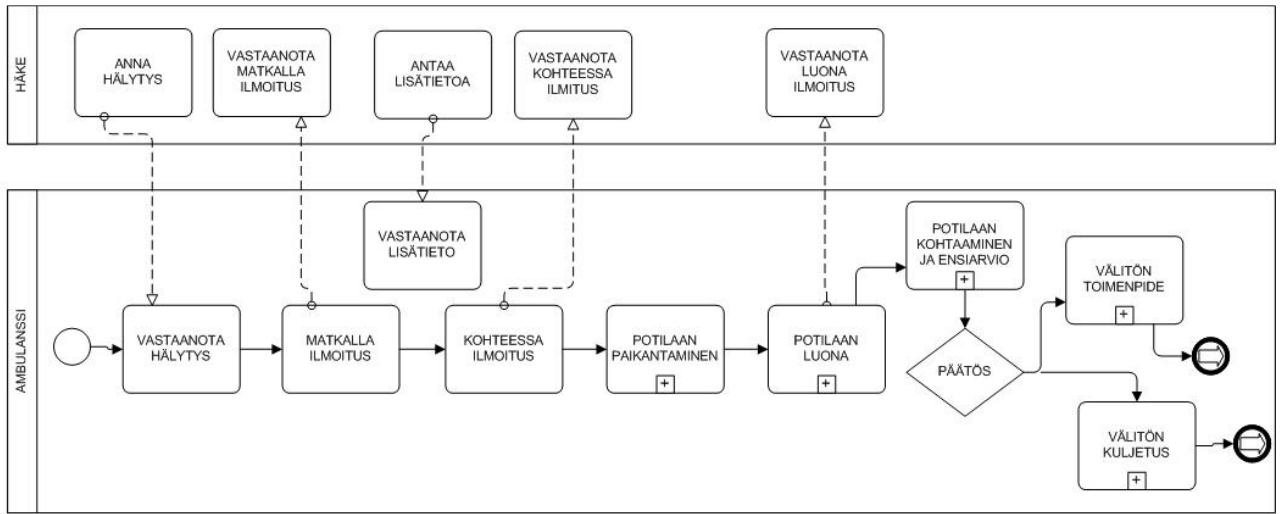 HÄKE
ANNA
HÄLYTYS
VASTAANOTA
MATKALLA
ILMOITUS
ANTAA
LISÄTIETOA
VASTAANOTA
KOHTEESSA
ILMITUS
VASTAANOTA
LUONA
ILMOITUS
AMBULANSSI
VASTAANOTA
LISÄTIETO
VASTAANOTA
HÄLYTYS
MATKALLA
ILMOITUS
KOHTEESSA
ILMOITUS
POTILAAN
PAIKANTAMINEN
POTILAAN
LUONA
POTILAAN
KOHTAAMINEN
JA ENSIARVIO
PÄÄTÖS
VÄLITÖN
TOIMENPIDE
VÄLITÖN
KULJETUS